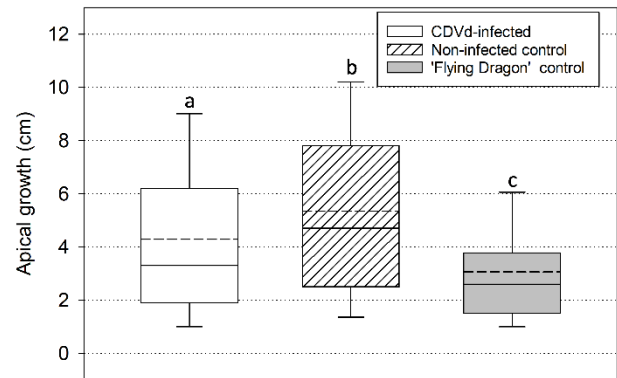 12
10
8
6
4
2
0
Apical growth (cm)
CDVd-infected
Non-infected control
'Flying Dragon' control
a
b
c